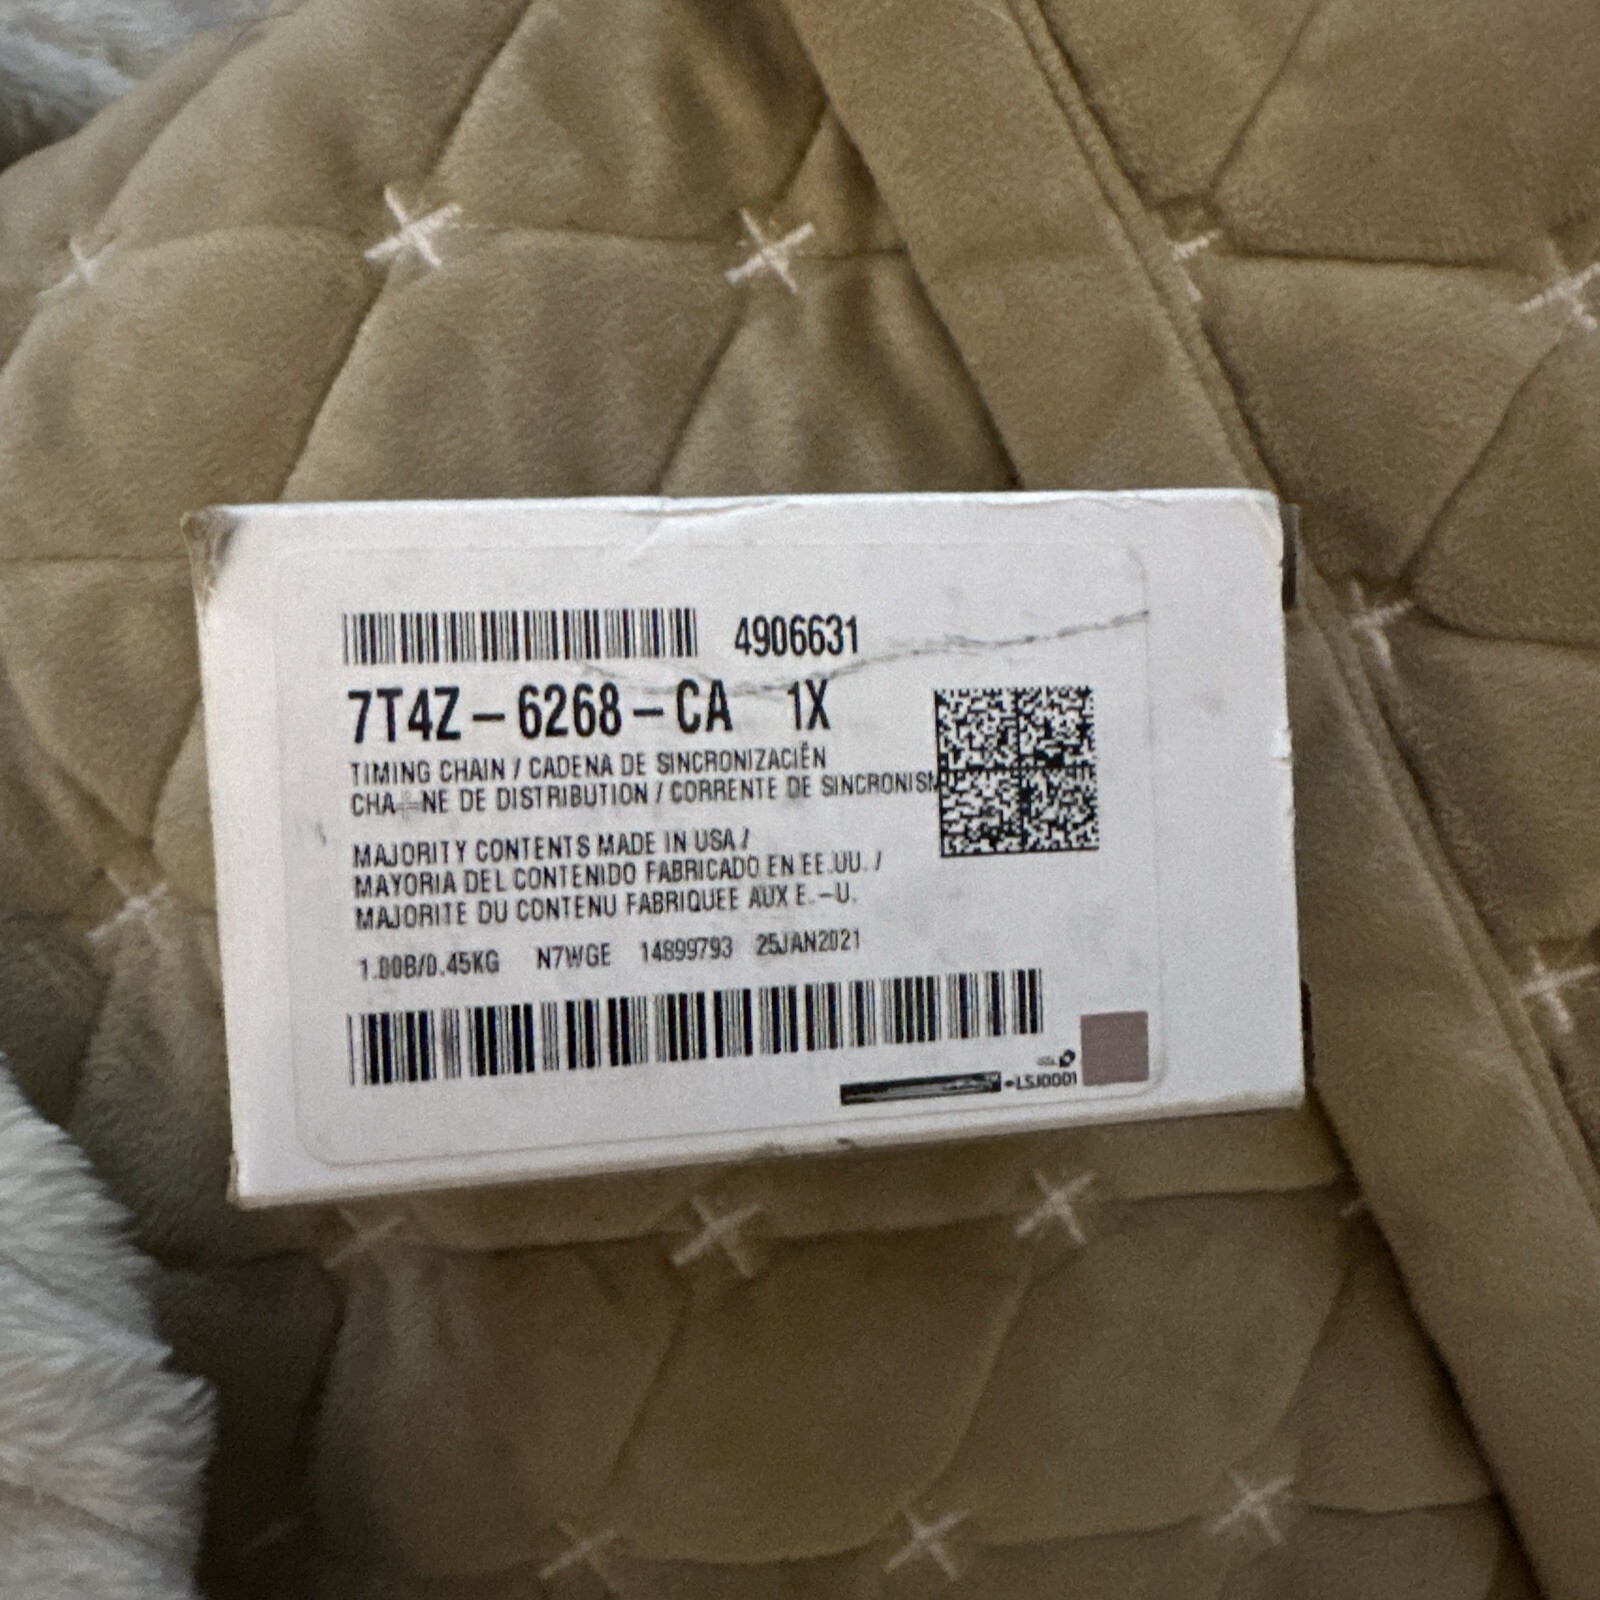 4906631
7T4Z-6268-CA 1X
TIMING CHAIN / CADENA DE SINCRONIZACIËN
CHA╬NE DE DISTRIBUTION / CORRENTE DE SINCRONISM
MAJORITY CONTENTS MADE IN USA /
MAYORIA DEL CONTENIDO FABRICADO EN EE.UU. /
MAJORITE DU CONTENU FABRIQUEE AUX E.-U.
1.00B/0.45KG N7WGE 14899793 25JAN2021
LSJ0001